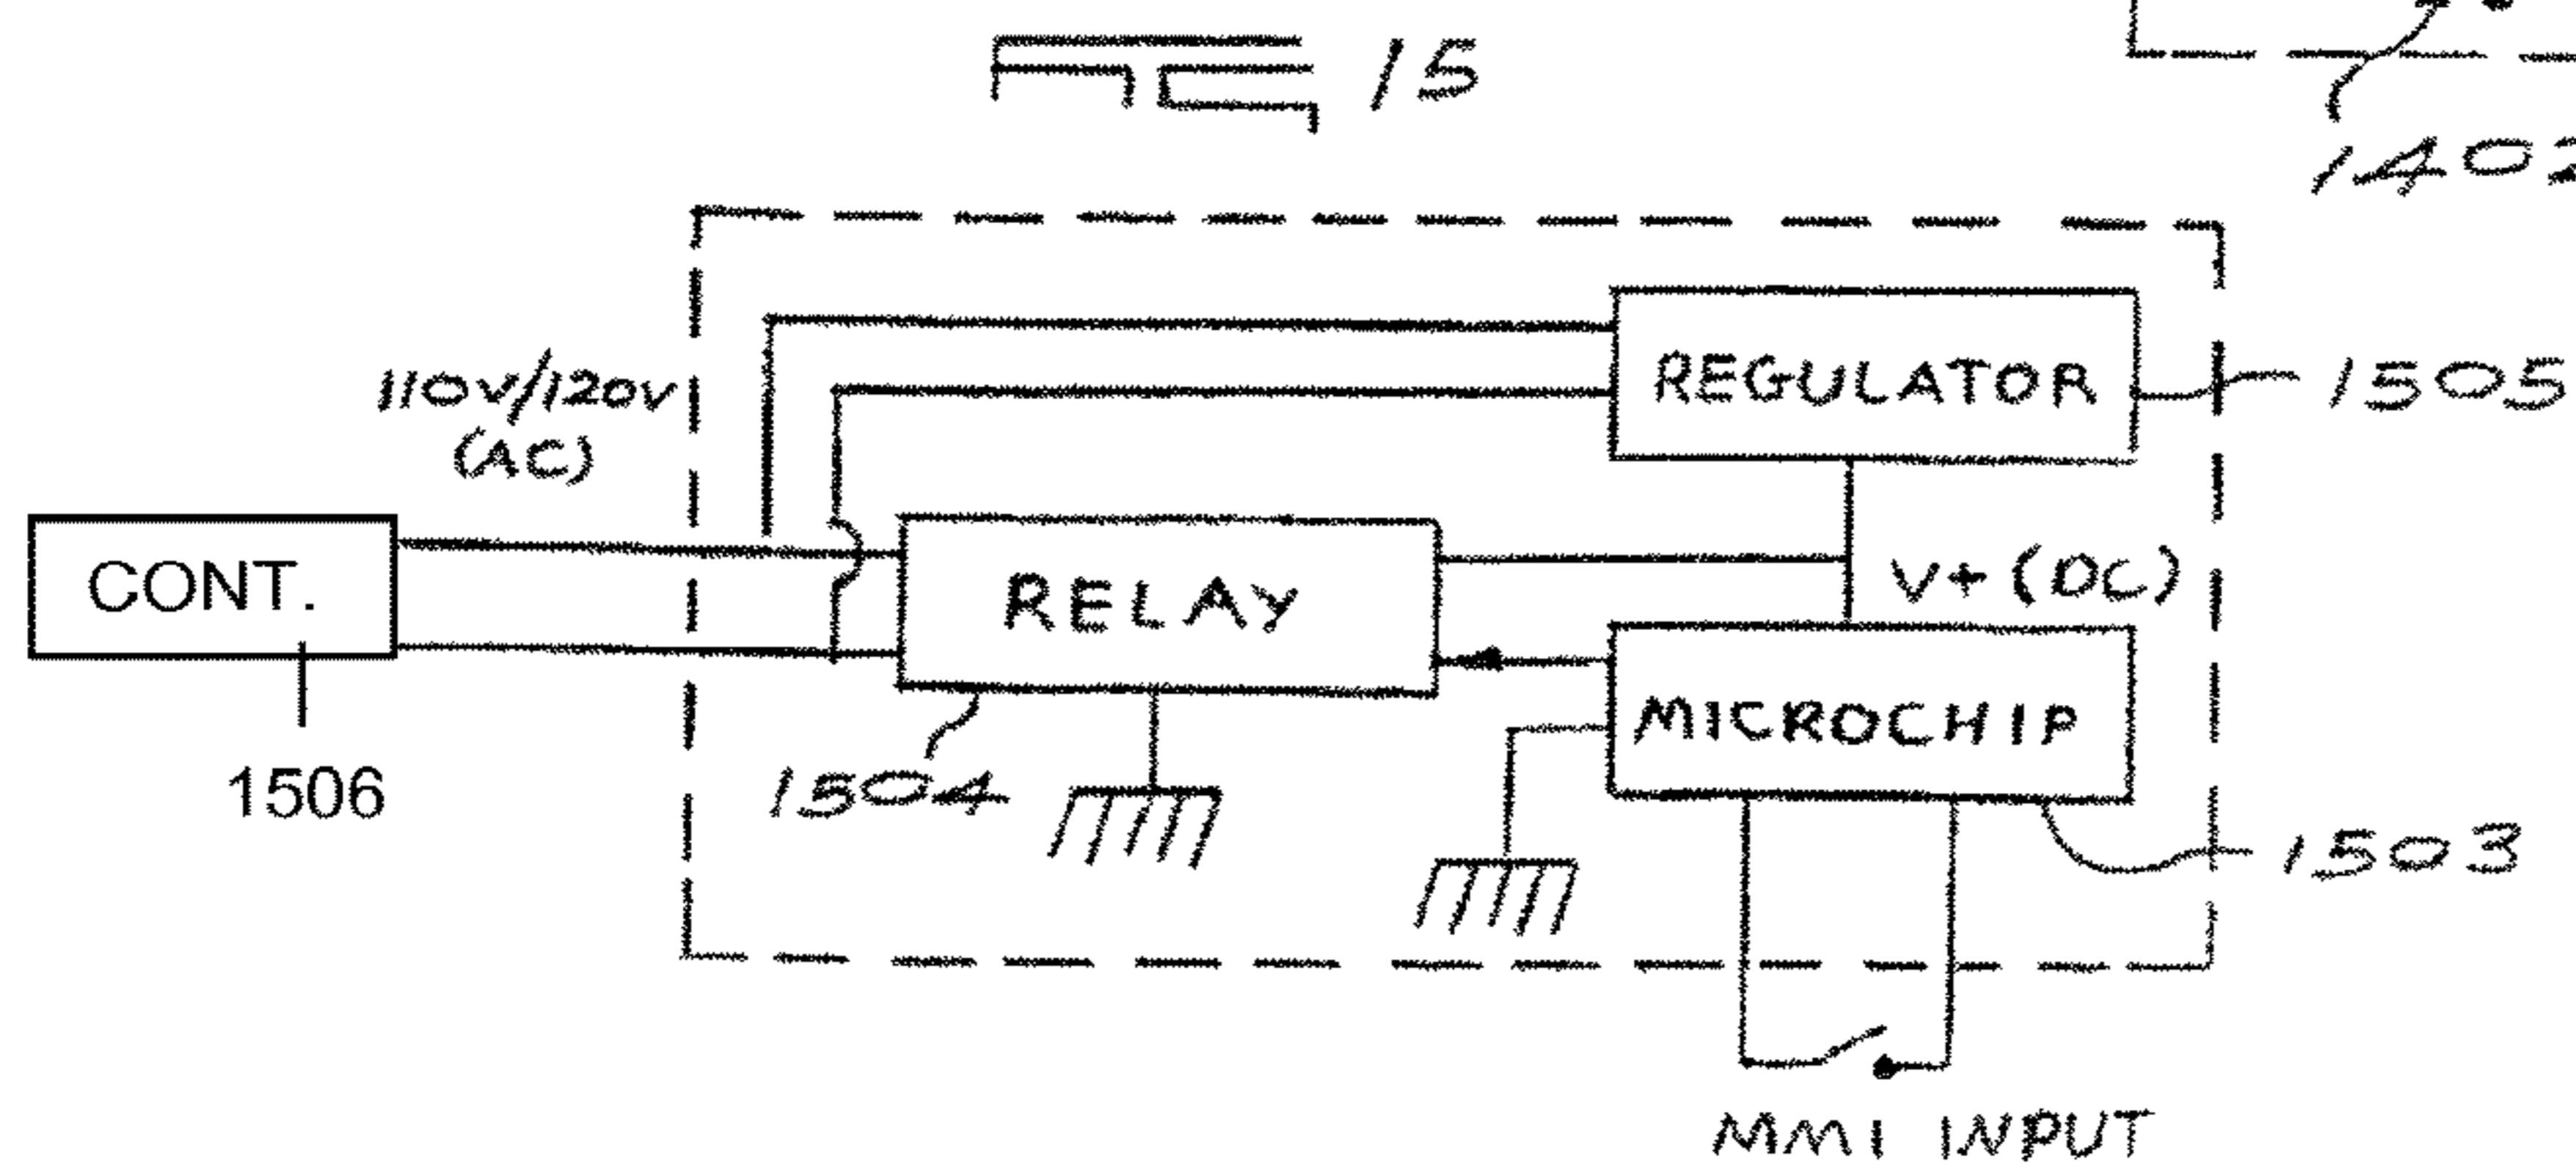 FIG 15
1402
110V/120V
(AC)
REGULATOR
1505
CONT.
RELAY
V+ (DC)
MICROCHIP
1506
1504
1503
MMI INPUT